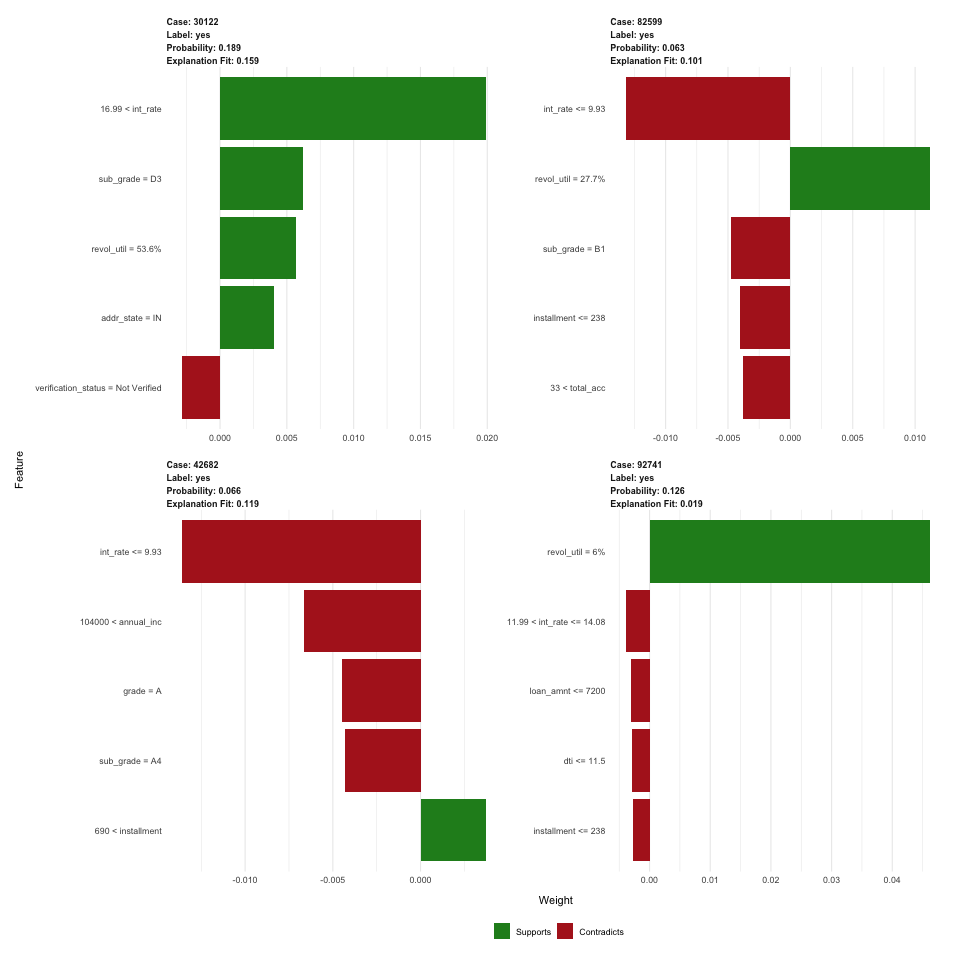 Case: 30122
Label: yes
Probability: 0.189
Explanation Fit: 0.159
16.99 < int_rate
sub_grade = D3
revol_util = 53.6%
addr_state = IN
verification_status = Not Verified
0.000 0.005 0.010 0.015 0.020
Case: 82599
Label: yes
Probability: 0.063
Explanation Fit: 0.101
int_rate <= 9.93
revol_util = 27.7%
sub_grade = B1
installment <= 238
33 < total_acc
-0.010 -0.005 0.000 0.005 0.010
Feature
Case: 42682
Label: yes
Probability: 0.066
Explanation Fit: 0.119
int_rate <= 9.93
104000 < annual_inc
grade = A
sub_grade = A4
690 < installment
-0.010 -0.005 0.000
Case: 92741
Label: yes
Probability: 0.126
Explanation Fit: 0.019
revol_util = 6%
11.99 < int_rate <= 14.08
loan_amnt <= 7200
dti <= 11.5
installment <= 238
0.00 0.01 0.02 0.03 0.04
Weight
Supports Contradicts